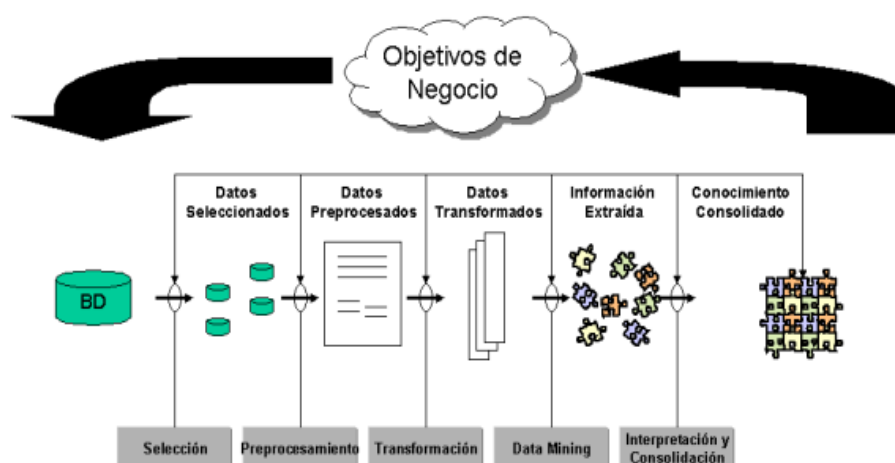 Objetivos de
Negocio
Datos
Seleccionados
Datos
Preprocesados
Datos
Transformados
Información
Extraída
Conocimiento
Consolidado
BD
Selección
Preprocesamiento
Transformación
Data Mining
Interpretación y
Consolidación